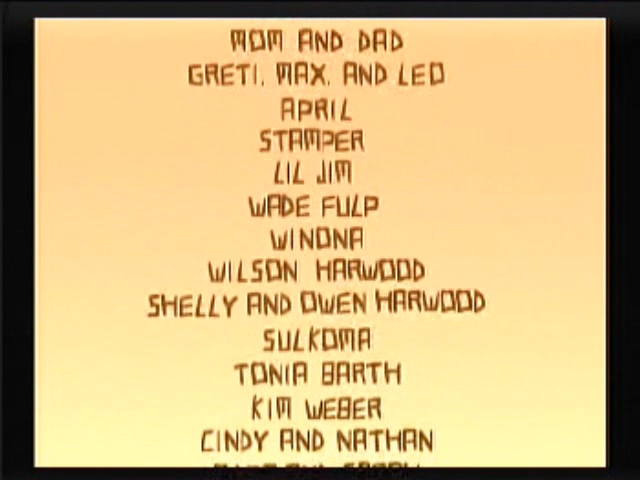 MOM AND DAD
GRETI, MAX, AND LEO
APRIL
STAMPER
LIL JIM
WADE FULP
WINONA
WILSON HARWOOD
SHELLY AND OWEN HARWOOD
SULKOMA
TONIA BARTH
KIM WEBER
CINDY AND NATHAN